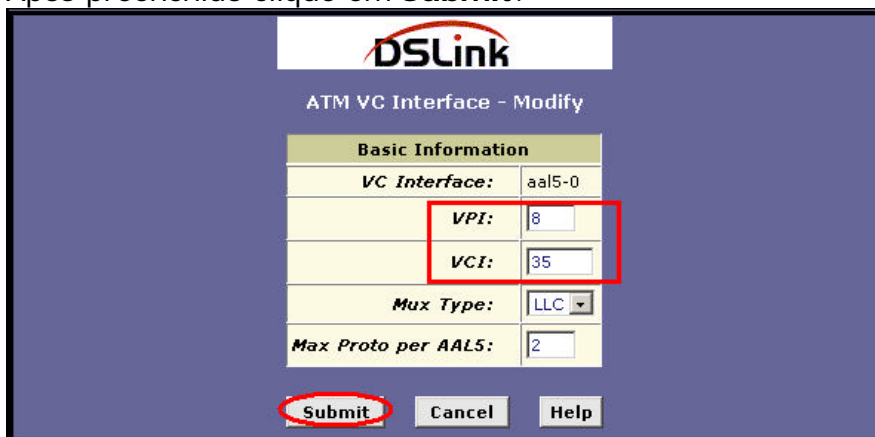 Após preenchido clique em Submit.
DSLink
ATM VC Interface - Modify
Basic Information
VC Interface: aal5-0
VPI: 8
VCI: 35
Mux Type: LLC
Max Proto per AAL5: 2
Submit Cancel Help